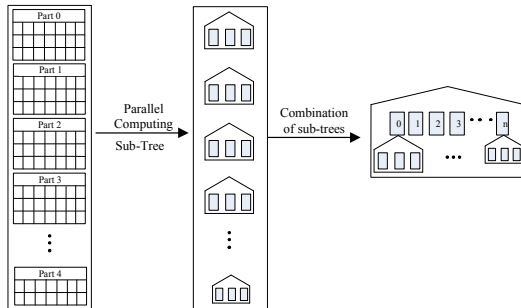 Part 0
Part 1
Part 2
Part 3
Part 4
Parallel
Computing
Sub-Tree
Combination
of sub-trees
0 1 2 3 n